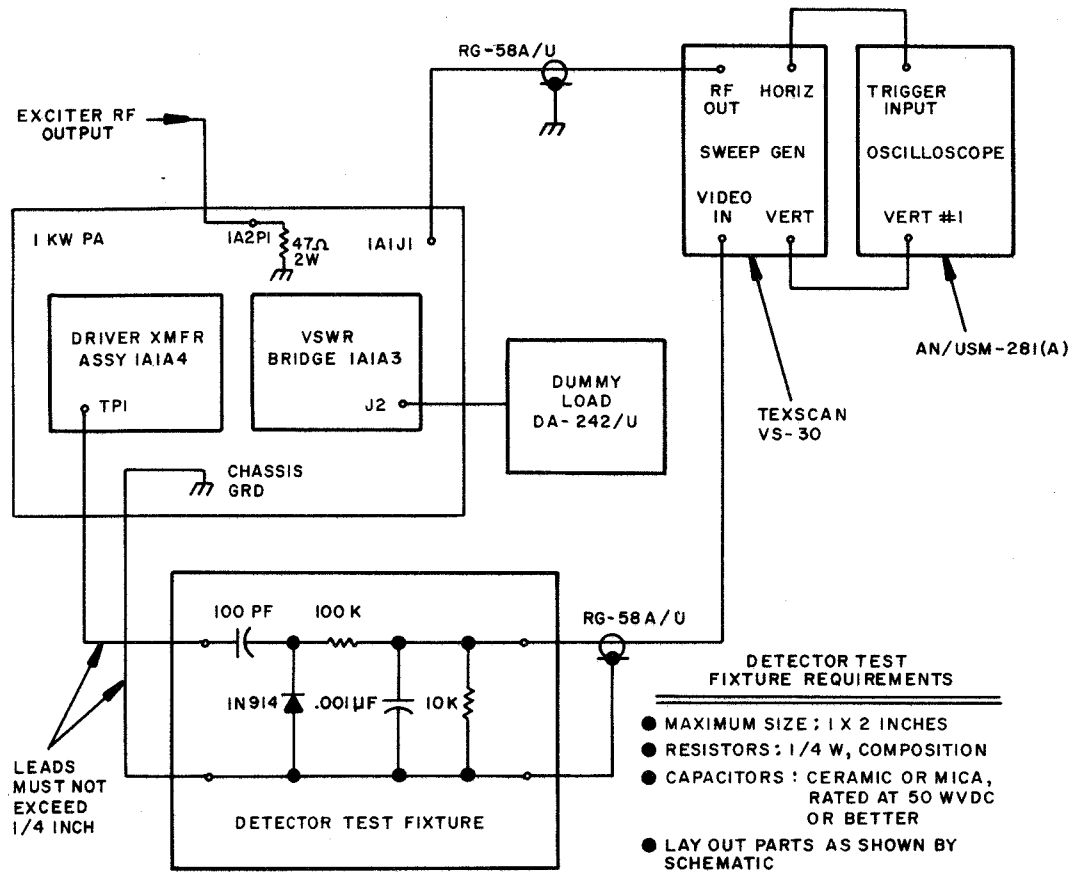 RG-58A/U
EXCITER RF
OUTPUT
RF
OUT
HORIZ
TRIGGER
INPUT
SWEEP GEN
OSCILLOSCOPE
VIDEO
IN
VERT
VERT #1
1 KW PA
1A2P1
47Ω
2W
1A1J1
DRIVER XMFR
ASSY 1A1A4
TP1
VSWR
BRIDGE 1A1A3
J2
DUMMY
LOAD
DA-242/U
AN/USM-281(A)
TEXSCAN
VS-30
CHASSIS
GRD
100 PF
100 K
RG-58A/U
1N914
.001µF
10K
LEADS
MUST NOT
EXCEED
1/4 INCH
DETECTOR TEST FIXTURE
DETECTOR TEST
FIXTURE REQUIREMENTS
● MAXIMUM SIZE: 1 X 2 INCHES
● RESISTORS: 1/4 W, COMPOSITION
● CAPACITORS : CERAMIC OR MICA,
RATED AT 50 WVDC
OR BETTER
● LAY OUT PARTS AS SHOWN BY
SCHEMATIC